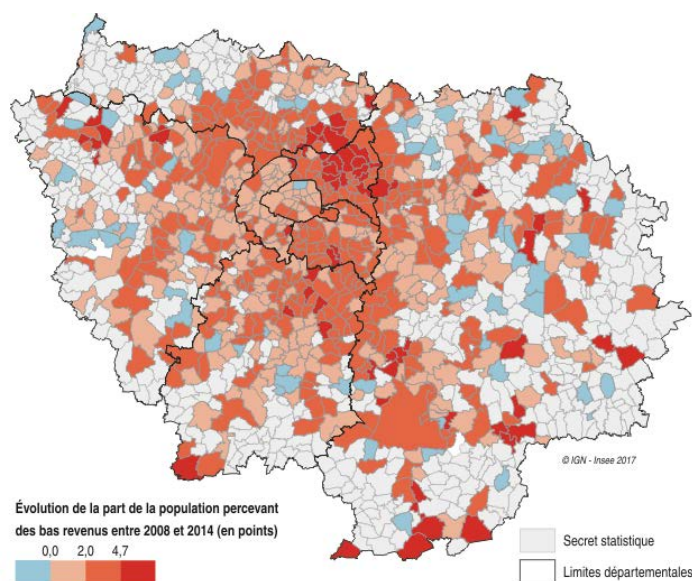 © IGN - Insee 2017
Évolution de la part de la population percevant
des bas revenus entre 2008 et 2014 (en points)
0,0 2,0 4,7
Secret statistique
Limites départementales